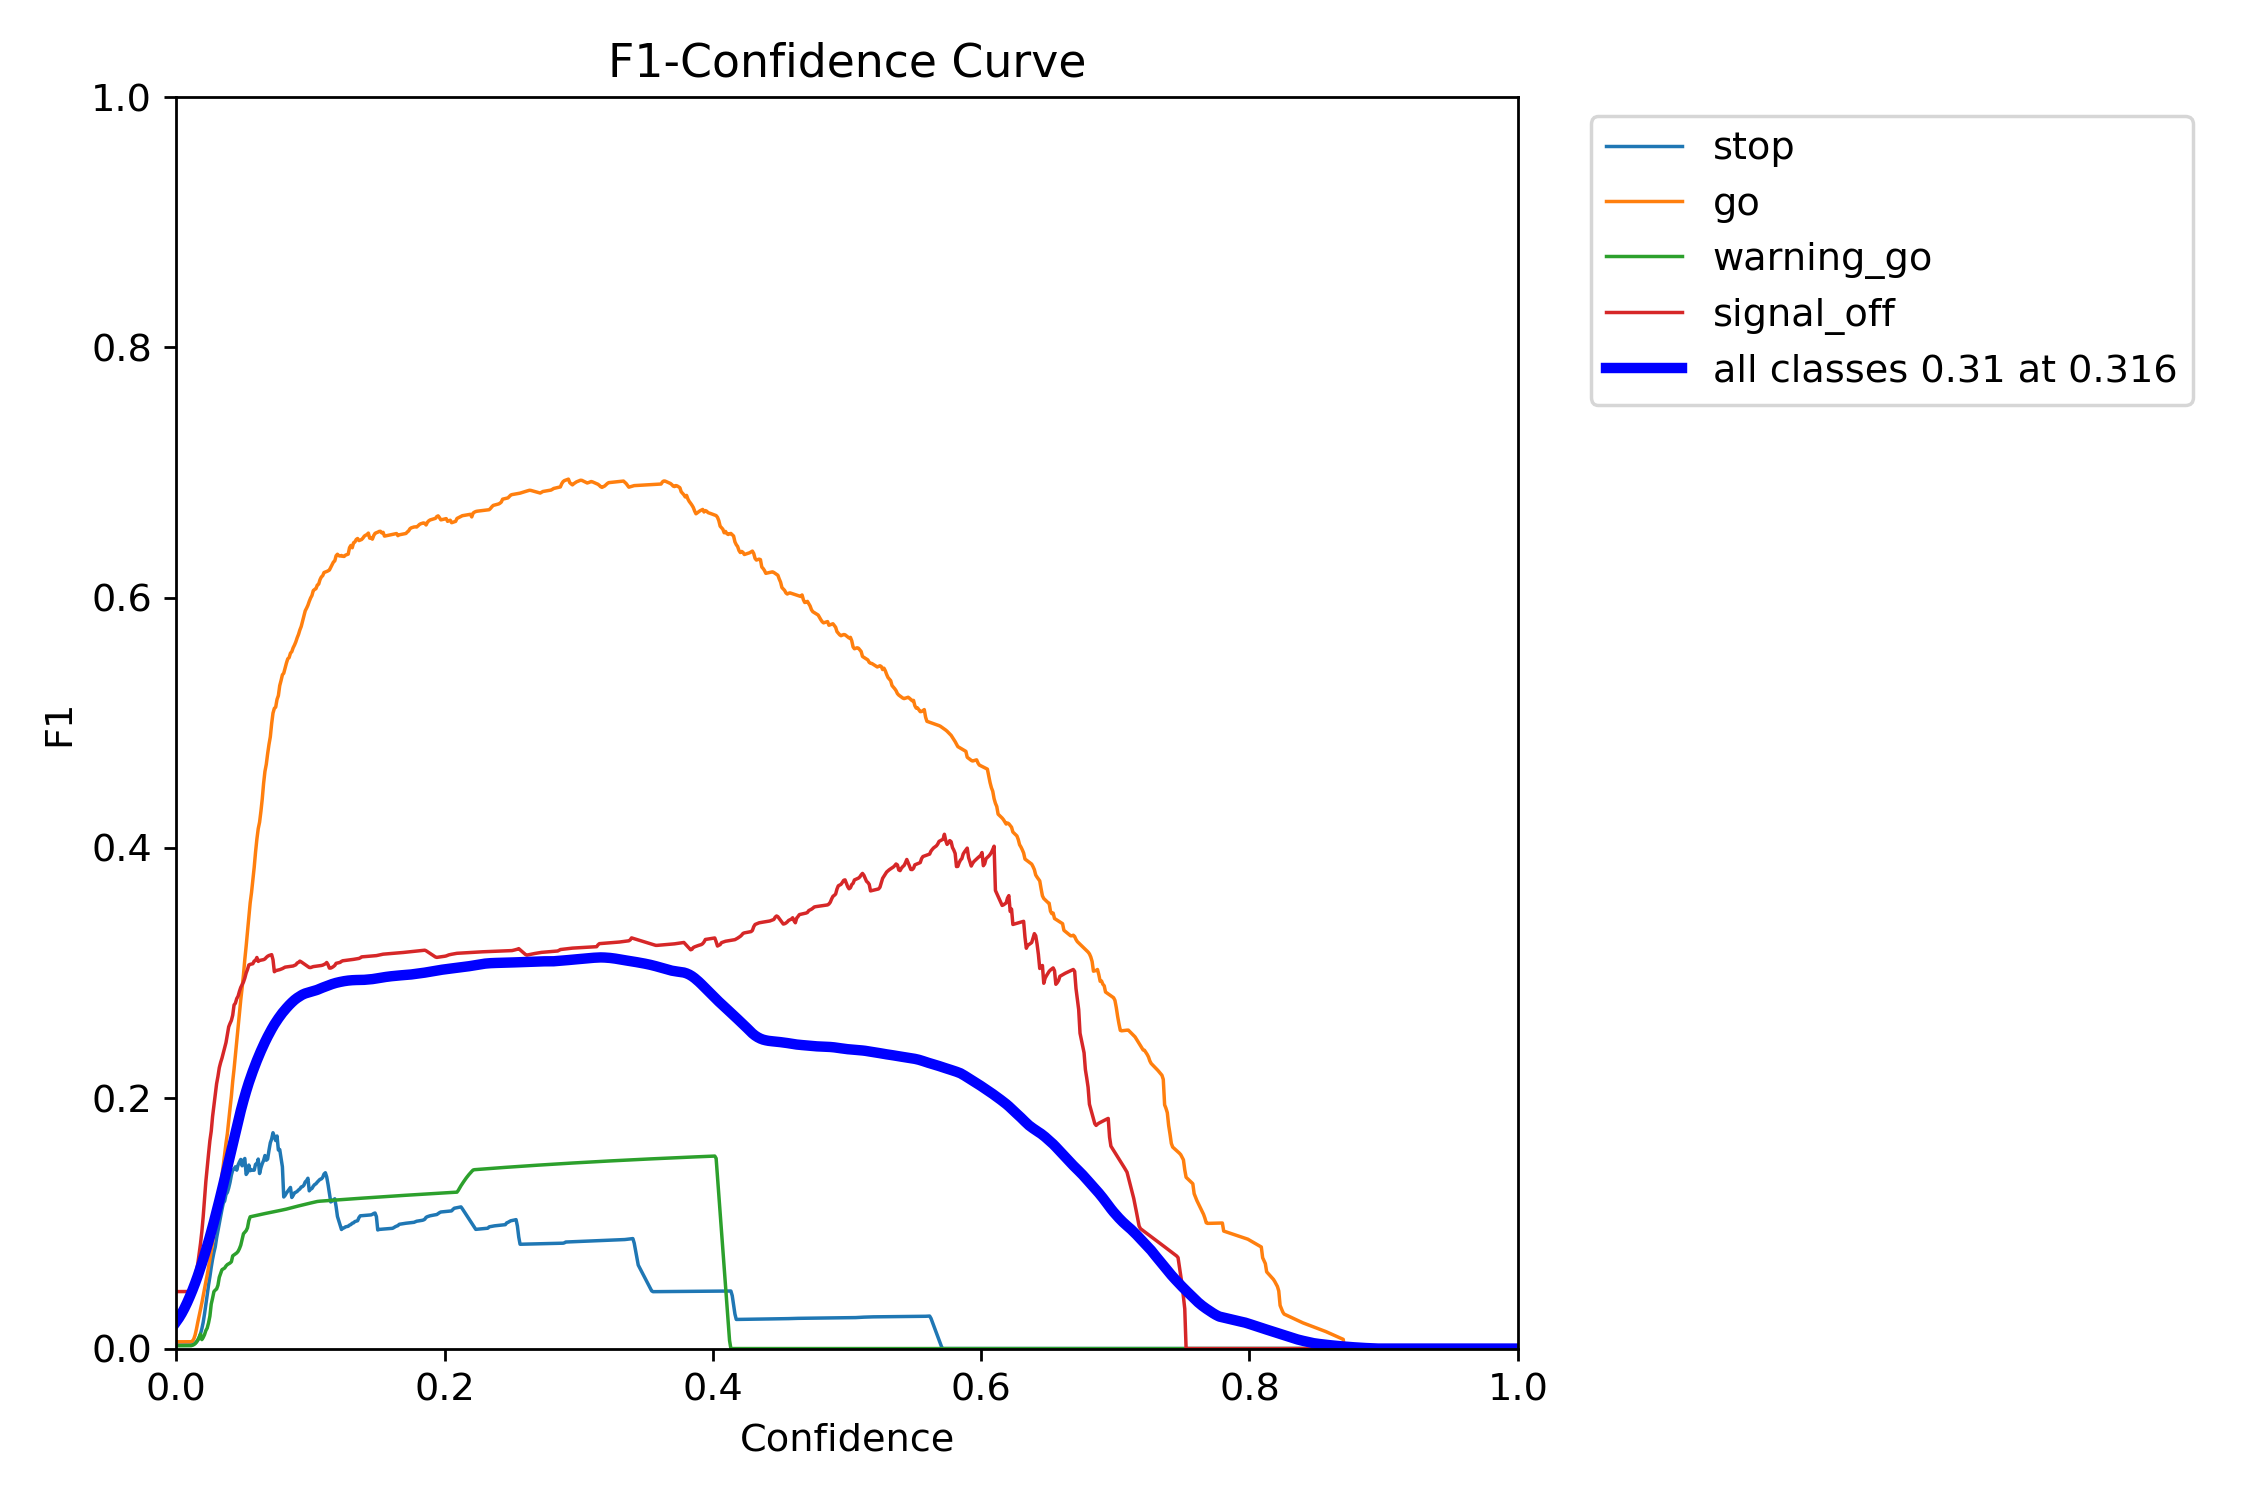 F1-Confidence Curve
1.0
0.8
0.6
0.4
0.2
0.0
F1
0.0 0.2 0.4 0.6 0.8 1.0
Confidence
stop
go
warning_go
signal_off
all classes 0.31 at 0.316